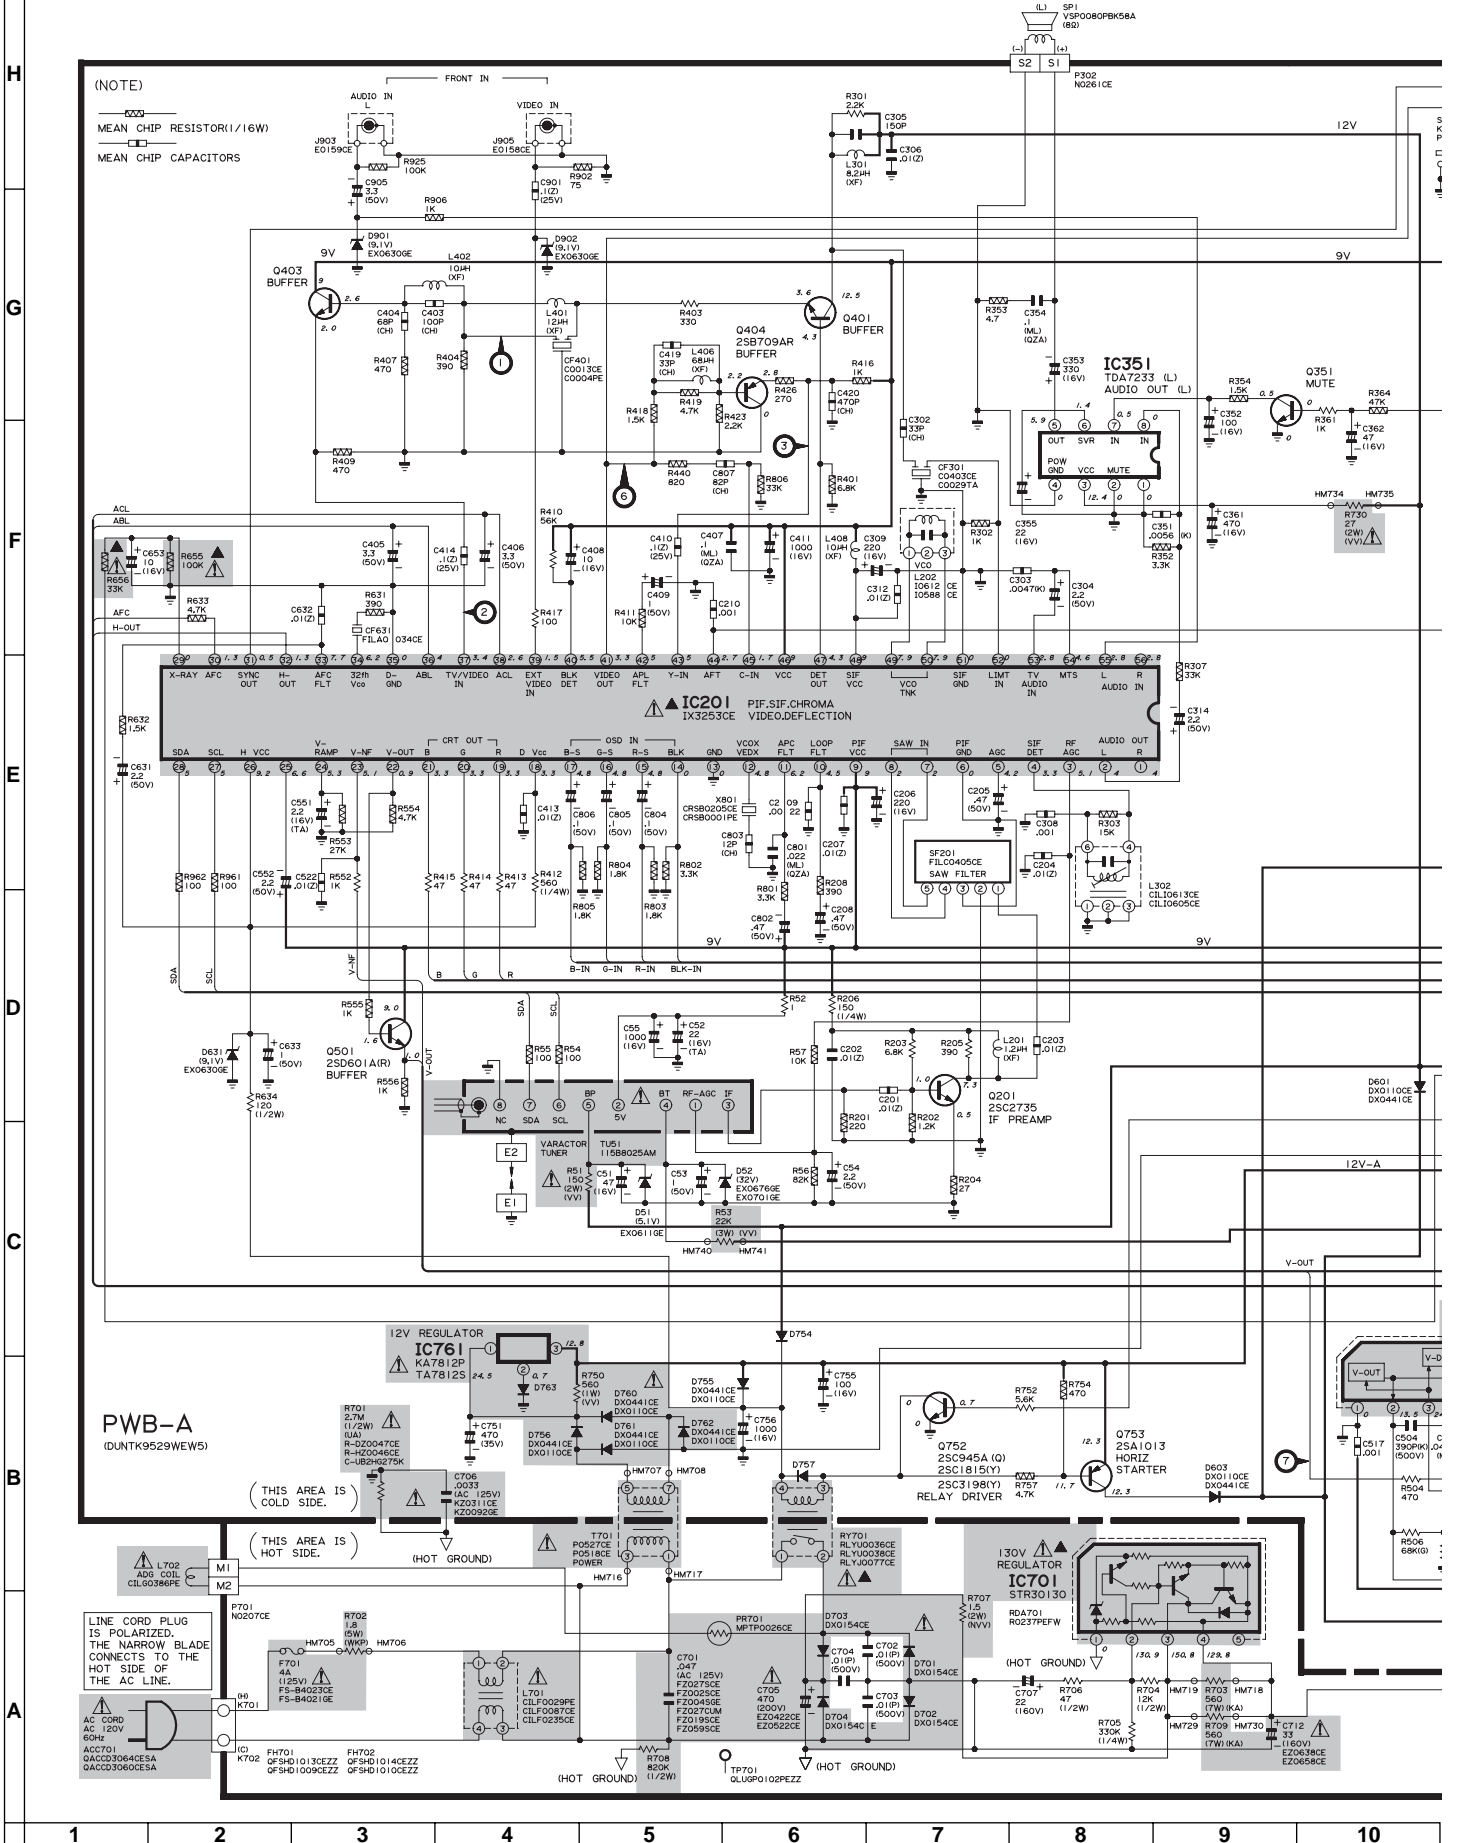 (L) SP1
VSP0080PBK58A
(8Ω)
(-) (+)
S2 S1
P302
N0261CE
H
(NOTE)
MEAN CHIP RESISTOR(1/16W)
MEAN CHIP CAPACITORS
FRONT IN
AUDIO IN
L
VIDEO IN
J903
E0159CE
J905
E0158CE
R925
100K
C905
3.3
(50V)
C901
.1(Z)
(25V)
R902
75
R906
1K
R301
2.2K
C305
150P
C306
.01(Z)
L301
8.2μH
(XF)
12V
D901
(9.1V)
EX0630GE
D902
(9.1V)
EX0630GE
9V
9V
G
Q403
BUFFER
L402
10μH
(XF)
C404
68P
(CH)
C403
100P
(CH)
L401
12μH
(XF)
R407
470
R404
390
1
CF401
C0013CE
C0004PE
R403
330
Q404
2SB709AR
BUFFER
Q401
BUFFER
C419
33P
(CH)
L406
68μH
(XF)
R419
4.7K
R418
1.5K
R423
2.2K
R426
270
R416
1K
C420
470P
(CH)
C302
33P
(CH)
R353
4.7
C354
.1
(ML)
(QZA)
C353
330
(16V)
IC351
TDA7233 (L)
AUDIO OUT (L)
R354
1.5K
Q351
MUTE
R364
47K
C352
100
(16V)
R361
1K
C362
47
(16V)
OUT SVR IN IN
POW
GND VCC MUTE
R409
470
R440
820
C807
82P
(CH)
R806
33K
R401
6.8K
3
6
CF301
C0403CE
C0029TA
HM734 HM735
R730
27
(2W)
(VV)
F
ACL
ABL
R656
33K
C653
10
(16V)
R655
100K
C405
3.3
(50V)
C414
.1(Z)
(25V)
C406
3.3
(50V)
R410
56K
C408
10
(16V)
C410
.1(Z)
(25V)
C407
.1
(ML)
(QZA)
C411
1000
(16V)
L408
10μH
(XF)
C309
220
(16V)
VCO
L202
I0612 CE
I0588 CE
R302
1K
C355
22
(16V)
C351
.0056 (K)
R352
3.3K
C361
470
(16V)
AFC
H-OUT
R633
4.7K
C632
.01(Z)
R631
390
CF631
FILA0 034CE
2
R417
100
R411
10K
C409
1
(50V)
C210
.001
C312
.01(Z)
C303
.0047(K)
C304
2.2
(50V)
X-RAY AFC SYNC OUT H-OUT AFC FLT 32fh Vco D-GND ABL TV/VIDEO IN ACL EXT VIDEO IN BLK DET VIDEO OUT APL FLT Y-IN AFT C-IN VCC DET OUT SIF VCC VCO TNK SIF GND LIMT IN TV AUDIO IN MTS L R AUDIO IN
IC201 PIF.SIF.CHROMA
IX3253CE VIDEO.DEFLECTION
SDA SCL H VCC V-RAMP V-NF V-OUT CRT OUT B G R D Vcc OSD IN B-S G-S R-S BLK GND VCOX VEDX APC FLT LOOP FLT PIF VCC SAW IN PIF GND AGC SIF DET RF AGC AUDIO OUT L R
R307
33K
C314
2.2
(50V)
E
R632
1.5K
C631
2.2
(50V)
C551
2.2
(16V)
(TA)
R553
27K
R554
4.7K
C413
.01(Z)
C806
.1
(50V)
C805
.1
(50V)
C804
.1
(50V)
X801
CRSB0205CE
CRSB0001PE
C803
12P
(CH)
C2 09
.00 22
C801
.022
(ML)
(QZA)
C207
.01(Z)
C206
220
(16V)
C205
.47
(50V)
C308
.001
R303
15K
SF201
FILC0405CE
SAW FILTER
C204
.01(Z)
L302
CILI0613CE
CILI0605CE
R962
100
R961
100
C552
2.2
(50V)
C522
.01(Z)
R552
1K
R415
47
R414
47
R413
47
R412
560
(1/4W)
R804
1.8K
R802
3.3K
R805
1.8K
R803
1.8K
R801
3.3K
R208
390
C802
.47
(50V)
C208
.47
(50V)
9V
9V
SDA
SCL
V-NF
B G R
B-IN G-IN R-IN BLK-IN
D
R555
1K
Q501
2SD601A(R)
BUFFER
R556
1K
V-OUT
SDA
SCL
R55
100
R54
100
C55
1000
(16V)
C52
22
(16V)
(TA)
R52
1
R206
150
(1/4W)
R57
10K
C202
.01(Z)
R203
6.8K
R205
390
L201
1.2μH
(XF)
C203
.01(Z)
D631
(9.1V)
EX0630GE
C633
1
(50V)
R634
120
(1/2W)
NC SDA SCL BP 5V BT RF-AGC IF
VARACTOR
TUNER
TU51
115B8025AM
E2
E1
C201
.01(Z)
R201
220
R202
1.2K
Q201
2SC2735
IF PREAMP
D601
DX0110CE
DX0441CE
12V-A
C
R51
150
(2W)
(VV)
C51
47
(16V)
D51
(5.1V)
EX0611GE
C53
1
(50V)
D52
(32V)
EX0676GE
EX0701GE
R53
22K
(3W) (VV)
HM740 HM741
R56
82K
C54
2.2
(50V)
R204
27
V-OUT
12V REGULATOR
IC761
KA7812P
TA7812S
D763
R750
560
(1W)
(VV)
D754
D760
DX0441CE
DX0110CE
D755
DX0441CE
DX0110CE
C755
100
(16V)
V-OUT
PWB-A
(DUNTK9529WEW5)
R701
2.7M
(1/2W)
(UA)
R-DZ0047CE
R-HZ0046CE
C-UB2HG275K
C751
470
(35V)
D756
DX0441CE
DX0110CE
D761
DX0441CE
DX0110CE
D762
DX0441CE
DX0110CE
C756
1000
(16V)
R752
5.6K
R754
470
Q752
2SC945A(Q)
2SC1815(Y)
2SC3198(Y)
RELAY DRIVER
Q753
2SA1013
HORIZ
STARTER
R757
4.7K
D757
D603
DX0110CE
DX0441CE
7
C517
.001
C504
390P(K)
(500V)
R504
470
R506
68K(G)
B
C706
.0033
(AC 125V)
KZ0311CE
KZ0092GE
HM707 HM708
(THIS AREA IS
COLD SIDE.)
(THIS AREA IS
HOT SIDE.)
(HOT GROUND)
T701
P0527CE
P0518CE
POWER
HM716 HM717
RY701
RLYU0036CE
RLYU0038CE
RLYJ0077CE
130V
REGULATOR
IC701
STR30130
RDA701
R0237PEFW
L702
ADG COIL
CILG0386PE
M1
M2
P701
N0207CE
LINE CORD PLUG
IS POLARIZED.
THE NARROW BLADE
CONNECTS TO THE
HOT SIDE OF
THE AC LINE.
HM705
R702
1.8
(5W)
(WKP)
HM706
F701
4A
(125V)
FS-B4023CE
FS-B4021GE
L701
CILF0029PE
CILF0087CE
CILF0235CE
PR701
MPTP0026CE
C701
.047
(AC 125V)
FZ027SCE
FZ002SCE
FZ004SGE
FZ027CUM
FZ019SCE
FZ059SCE
C705
470
(200V)
EZ0422CE
EZ0522CE
D703
DX0154CE
C704
.01(P)
(500V)
C702
.01(P)
(500V)
D701
DX0154CE
D704
DX0154C E
C703
.01(P)
(500V)
D702
DX0154CE
R707
1.5
(2W)
(NVV)
(HOT GROUND)
C707
22
(160V)
R706
47
(1/2W)
R704
12K
(1/2W)
R705
330K
(1/4W)
HM719
R703
560
(7W)(KA)
HM718
HM729
R709
560
(7W)(KA)
HM730
C712
33
(160V)
EZ0638CE
EZ0658CE
A
AC CORD
AC 120V
60Hz
ACC701
QACCD3064CESA
QACCD3060CESA
(H)
K701
(C)
K702
FH701
QFSHD1013CEZZ
QFSHD1009CEZZ
FH702
QFSHD1014CEZZ
QFSHD1010CEZZ
(HOT GROUND)
R708
820K
(1/2W)
TP701
QLUGP0102PEZZ
(HOT GROUND)
1 2 3 4 5 6 7 8 9 10